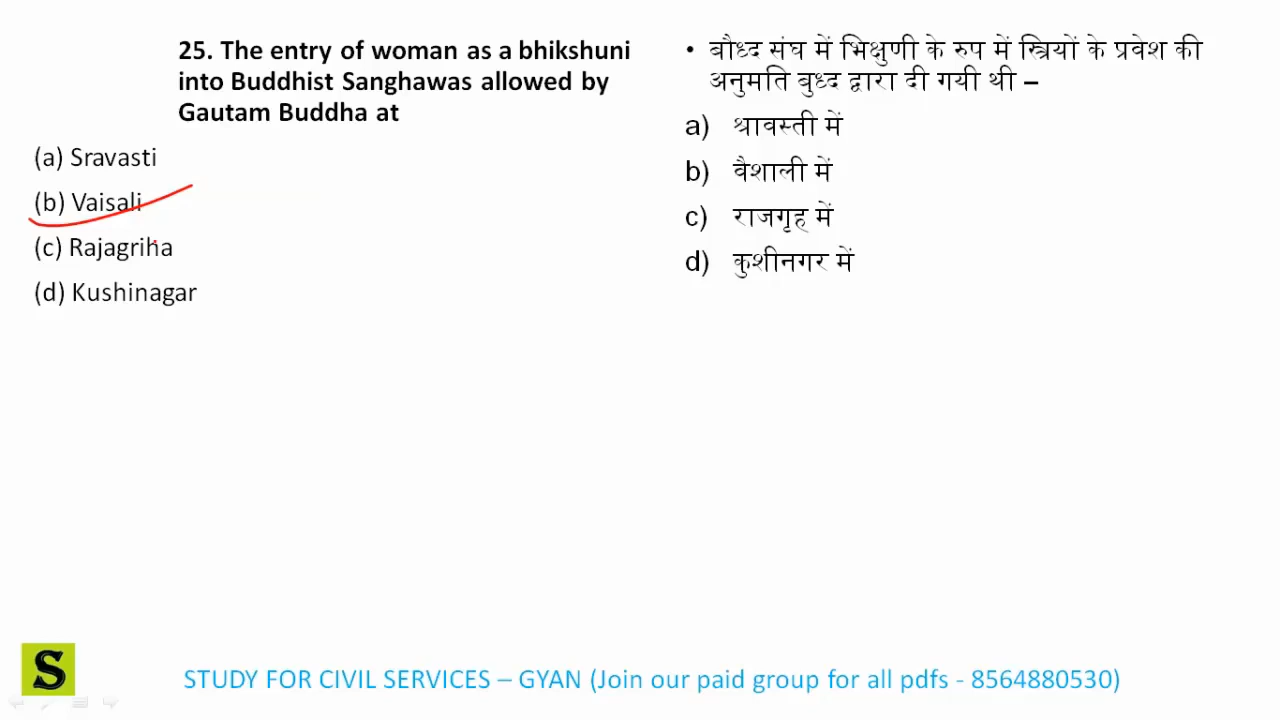 25. The entry of woman as a bhikshuni
into Buddhist Sanghawas allowed by
Gautam Buddha at
(a) Sravasti
(b) Vaisali
(c) Rajagriha
(d) Kushinagar
• बौध्द संघ में भिक्षुणी के रुप में स्त्रियों के प्रवेश की
अनुमति बुध्द द्वारा दी गयी थी –
a) श्रावस्ती में
b) वैशाली में
c) राजगृह में
d) कुशीनगर में
S
STUDY FOR CIVIL SERVICES – GYAN (Join our paid group for all pdfs - 8564880530)